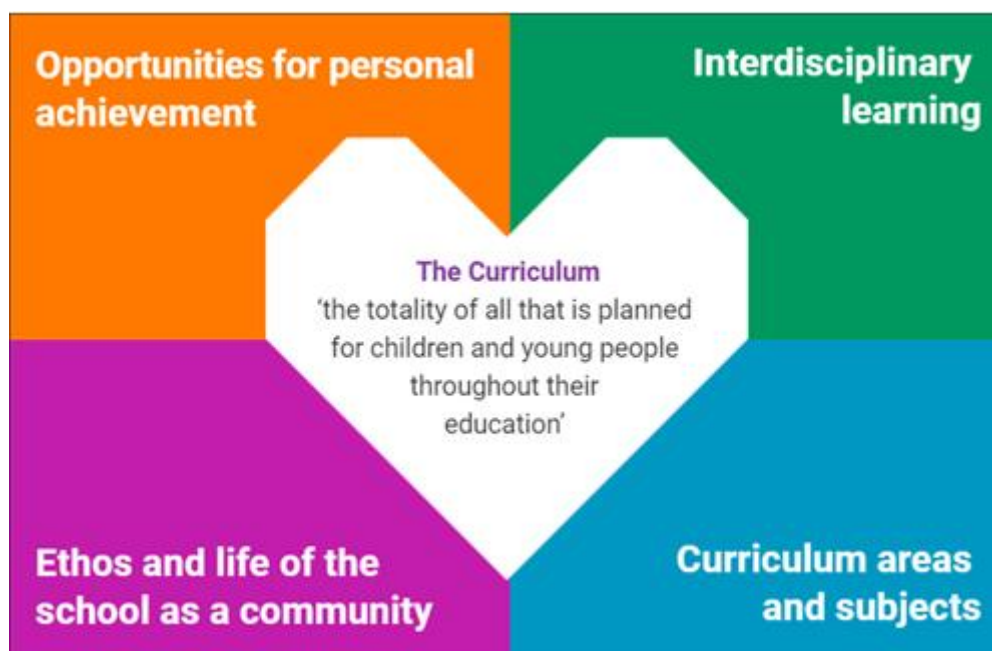 Opportunities for personal
achievement
Interdisciplinary
learning
The Curriculum
‘the totality of all that is planned
for children and young people
throughout their
education’
Ethos and life of the
school as a community
Curriculum areas
and subjects